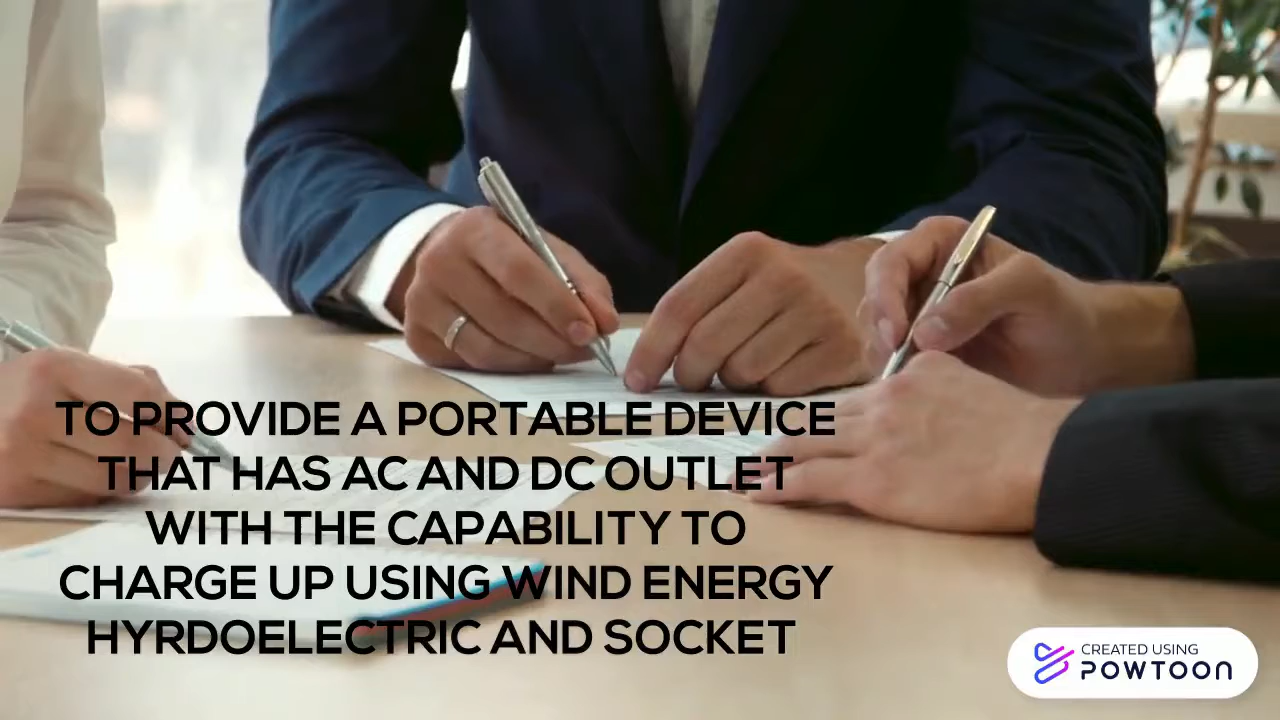 TO PROVIDE A PORTABLE DEVICE
THAT HAS AC AND DC OUTLET
WITH THE CAPABILITY TO
CHARGE UP USING WIND ENERGY
HYRDOELECTRIC AND SOCKET
CREATED USING
POWTOON